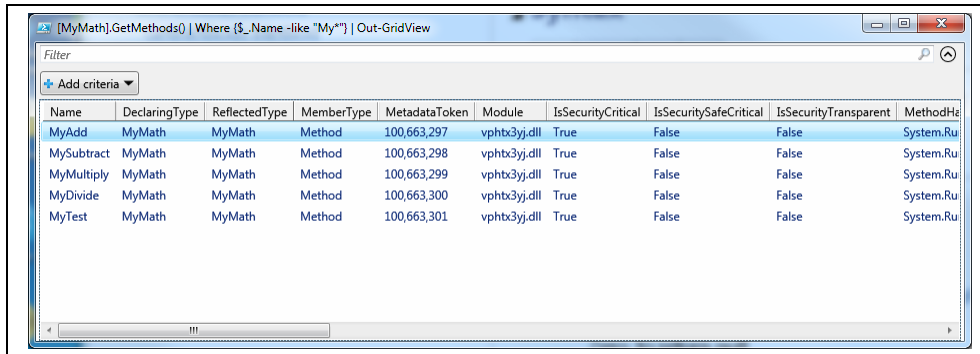 [MyMath].GetMethods() | Where {$_.Name -like "My*"} | Out-GridView
Filter
Add criteria
Name DeclaringType ReflectedType MemberType MetadataToken Module IsSecurityCritical IsSecuritySafeCritical IsSecurityTransparent MethodHa
MyAdd MyMath MyMath Method 100,663,297 vphtx3yj.dll True False False System.Ru
MySubtract MyMath MyMath Method 100,663,298 vphtx3yj.dll True False False System.Ru
MyMultiply MyMath MyMath Method 100,663,299 vphtx3yj.dll True False False System.Ru
MyDivide MyMath MyMath Method 100,663,300 vphtx3yj.dll True False False System.Ru
MyTest MyMath MyMath Method 100,663,301 vphtx3yj.dll True False False System.Ru